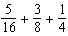 5/16 + 3/8 + 1/4